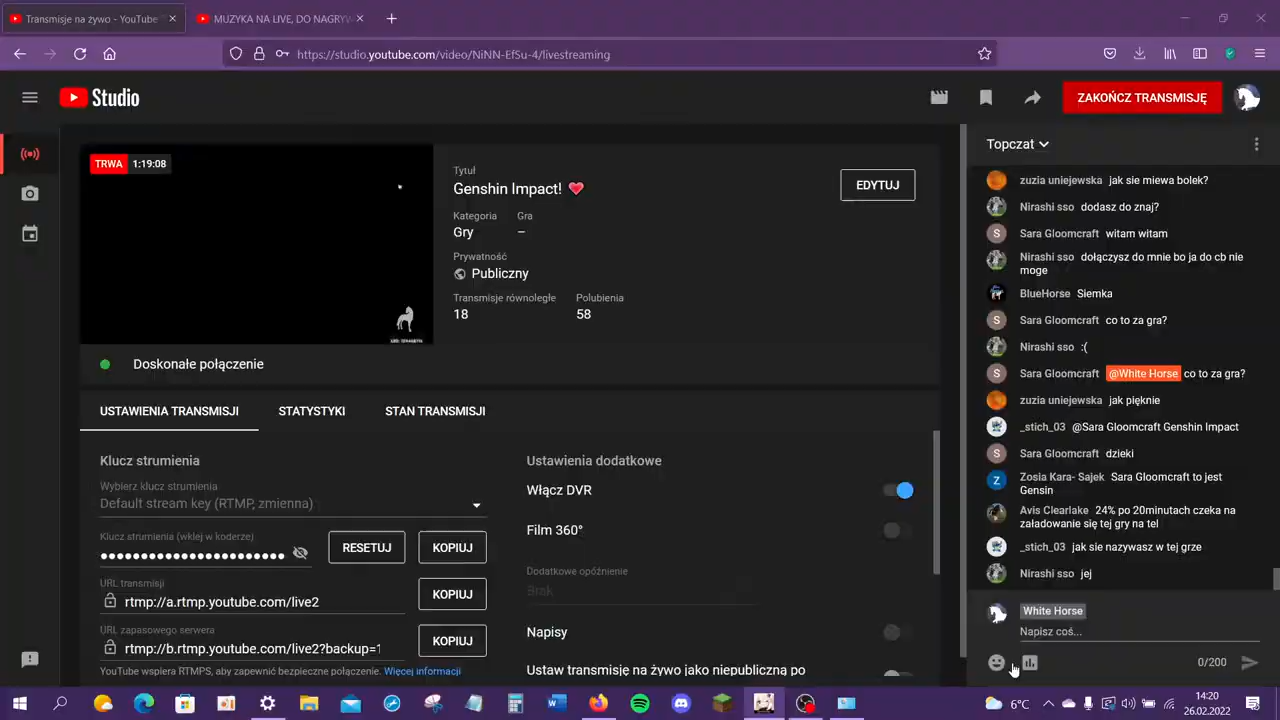 Transmisje na żywo - YouTube
MUZYKA NA LIVE, DO NAGRYW
https://studio.youtube.com/video/NiNN-EfSu-4/livestreaming
Studio
ZAKOŃCZ TRANSMISJĘ
TRWA 1:19:08
Tytuł
Genshin Impact! ❤️
EDYTUJ
Kategoria Gra
Gry –
Prywatność
Publiczny
Transmisje równoległe Polubienia
18 58
Doskonałe połączenie
USTAWIENIA TRANSMISJI STATYSTYKI STAN TRANSMISJI
Klucz strumienia
Wybierz klucz strumienia
Default stream key (RTMP, zmienna)
Klucz strumienia (wklej w koderze)
••••••••••••••••••••
RESETUJ KOPIUJ
URL transmisji
rtmp://a.rtmp.youtube.com/live2
KOPIUJ
URL zapasowego serwera
rtmp://b.rtmp.youtube.com/live2?backup=1
KOPIUJ
YouTube wspiera RTMPS, aby zapewnić bezpieczne połączenie. Więcej informacji
Ustawienia dodatkowe
Włącz DVR
Film 360°
Dodatkowe opóźnienie
Brak
Napisy
Ustaw transmisję na żywo jako niepubliczną po
Topczat
zuzia uniejewska jak sie miewa bolek?
Nirashi sso dodasz do znaj?
Sara Gloomcraft witam witam
Nirashi sso dołączysz do mnie bo ja do cb nie
moge
BlueHorse Siemka
Sara Gloomcraft co to za gra?
Nirashi sso :(
Sara Gloomcraft @White Horse co to za gra?
zuzia uniejewska jak pięknie
_stich_03 @Sara Gloomcraft Genshin Impact
Sara Gloomcraft dzieki
Z Zosia Kara- Sajek Sara Gloomcraft to jest
Gensin
Avis Clearlake 24% po 20minutach czeka na
załadowanie się tej gry na tel
_stich_03 jak sie nazywasz w tej grze
Nirashi sso jej
White Horse
Napisz coś...
0/200
6°C
14:20
26.02.2022